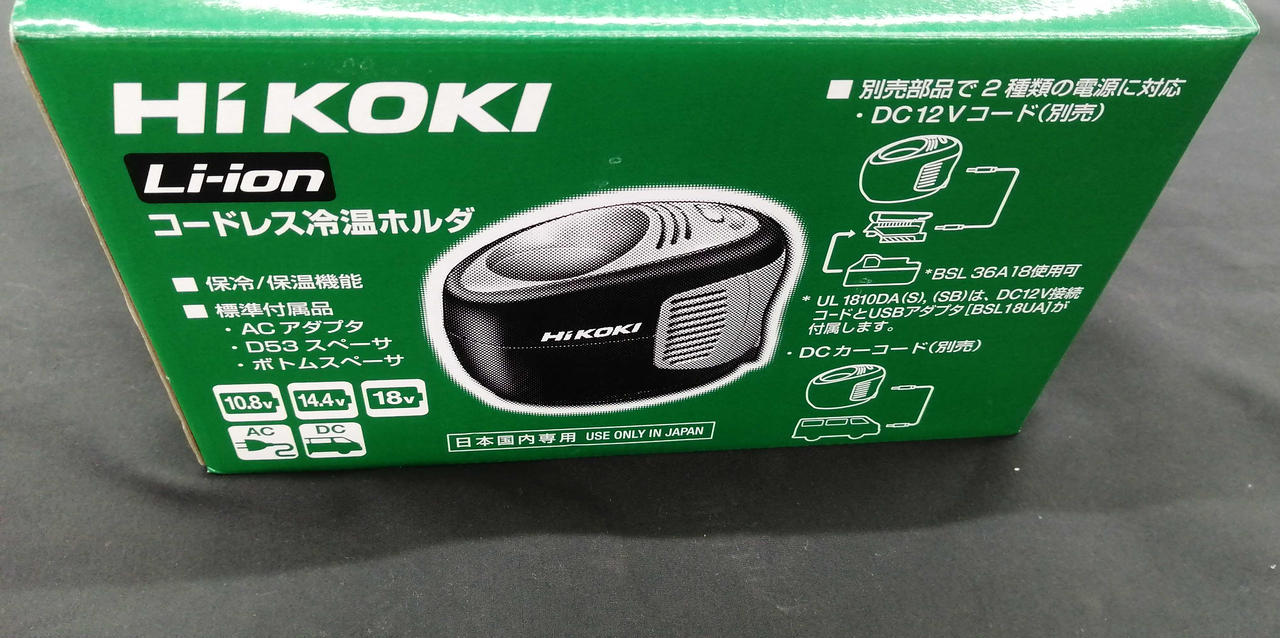 HiKOKI
Li-ion
コードレス冷温ホルダ
■ 保冷/保温機能
■ 標準付属品
・AC アダプタ
・D53 スペーサ
・ボトムスペーサ
10.8v 14.4v 18v
AC DC
HiKOKI
日本国内専用 USE ONLY IN JAPAN
■ 別売部品で2種類の電源に対応
・DC12Vコード(別売)
*BSL 36A18使用可
* UL 1810DA(S), (SB)は、DC12V接続
コードとUSBアダプタ[BSL18UA]が
付属します。
・DCカーコード(別売)